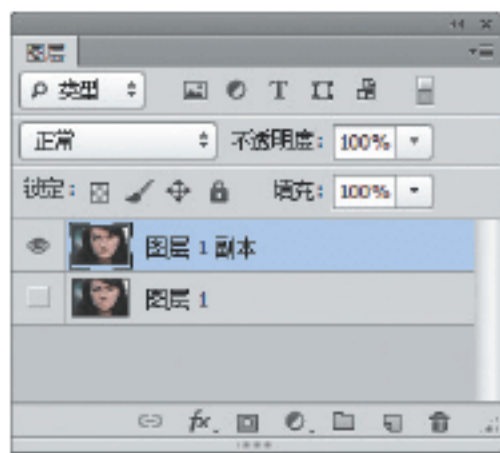 图层
类型
正常 不透明度: 100%
锁定: 填充: 100%
图层 1 副本
图层 1
fx.